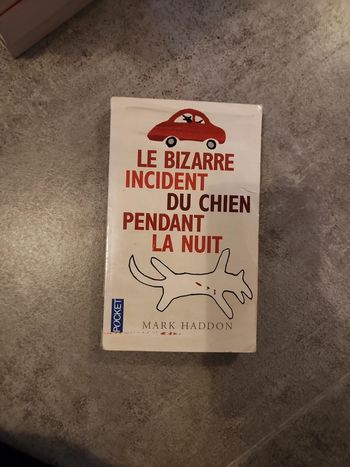 LE BIZARRE
INCIDENT
DU CHIEN
PENDANT
LA NUIT
POCKET
MARK HADDON